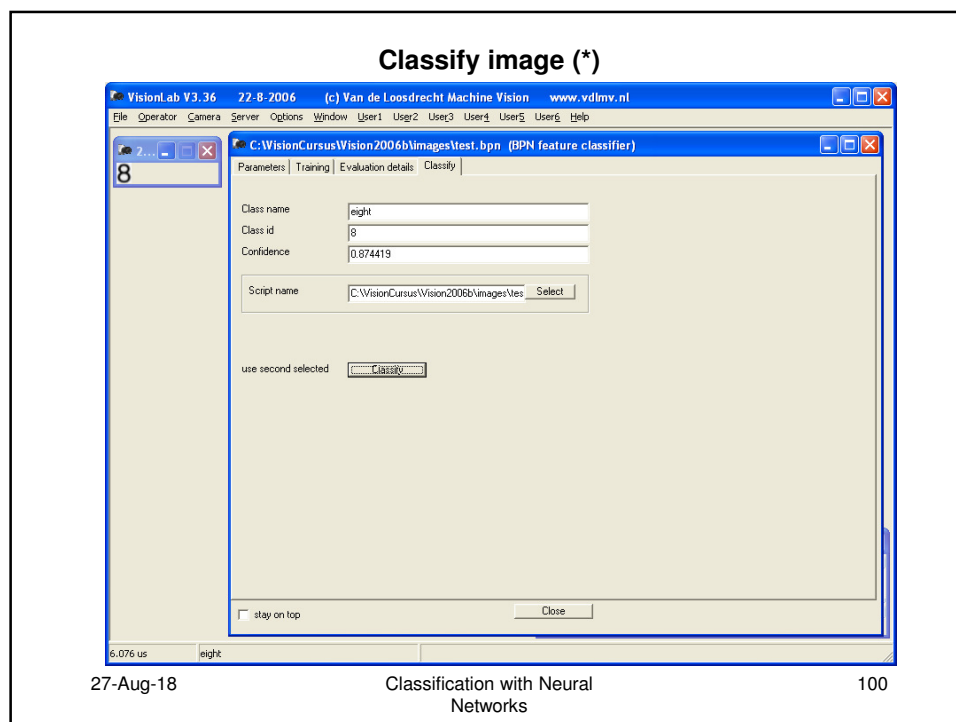 Classify image (*)
VisionLab V3.36 22-8-2006 (c) Van de Loosdrecht Machine Vision www.vdlmv.nl
File Operator Camera Server Options Window User1 User2 User3 User4 User5 User6 Help
2...
C:\VisionCursus\Vision2006b\images\test.bpn (BPN feature classifier)
8
Parameters Training Evaluation details Classify
Class name eight
Class id 8
Confidence 0.874419
Script name C:\VisionCursus\Vision2006b\images\tes Select
use second selected Classify
stay on top Close
6.076 us eight
27-Aug-18 Classification with Neural 100
Networks